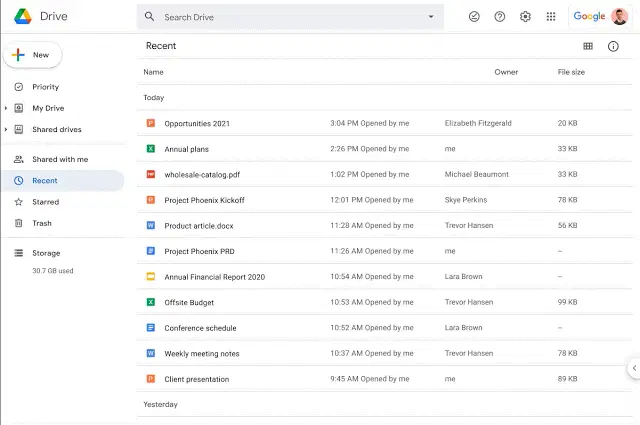 Drive
Search Drive
Google
New
Priority
My Drive
Shared drives
Shared with me
Recent
Starred
Trash
Storage
30.7 GB used
Recent
Name Owner File size
Today
P Opportunities 2021 3:04 PM Opened by me Elizabeth Fitzgerald 20 KB
X Annual plans 2:26 PM Opened by me me 33 KB
PDF wholesale-catalog.pdf 1:02 PM Opened by me Michael Beaumont 33 KB
P Project Phoenix Kickoff 12:01 PM Opened by me Skye Perkins 78 KB
W Product article.docx 11:28 AM Opened by me Trevor Hansen 56 KB
Project Phoenix PRD 11:26 AM Opened by me me –
Annual Financial Report 2020 10:54 AM Opened by me Lara Brown –
X Offsite Budget 10:53 AM Opened by me Trevor Hansen 99 KB
Conference schedule 10:52 AM Opened by me Lara Brown –
W Weekly meeting notes 10:37 AM Opened by me Trevor Hansen 78 KB
P Client presentation 9:45 AM Opened by me me 89 KB
Yesterday